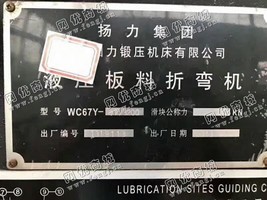 扬力集团
力锻压机床有限公司
液压板料折弯机
型号 WC67Y- 滑块公称力 KN
出厂编号 出厂日期
LUBRICATION SITES GUIDING C